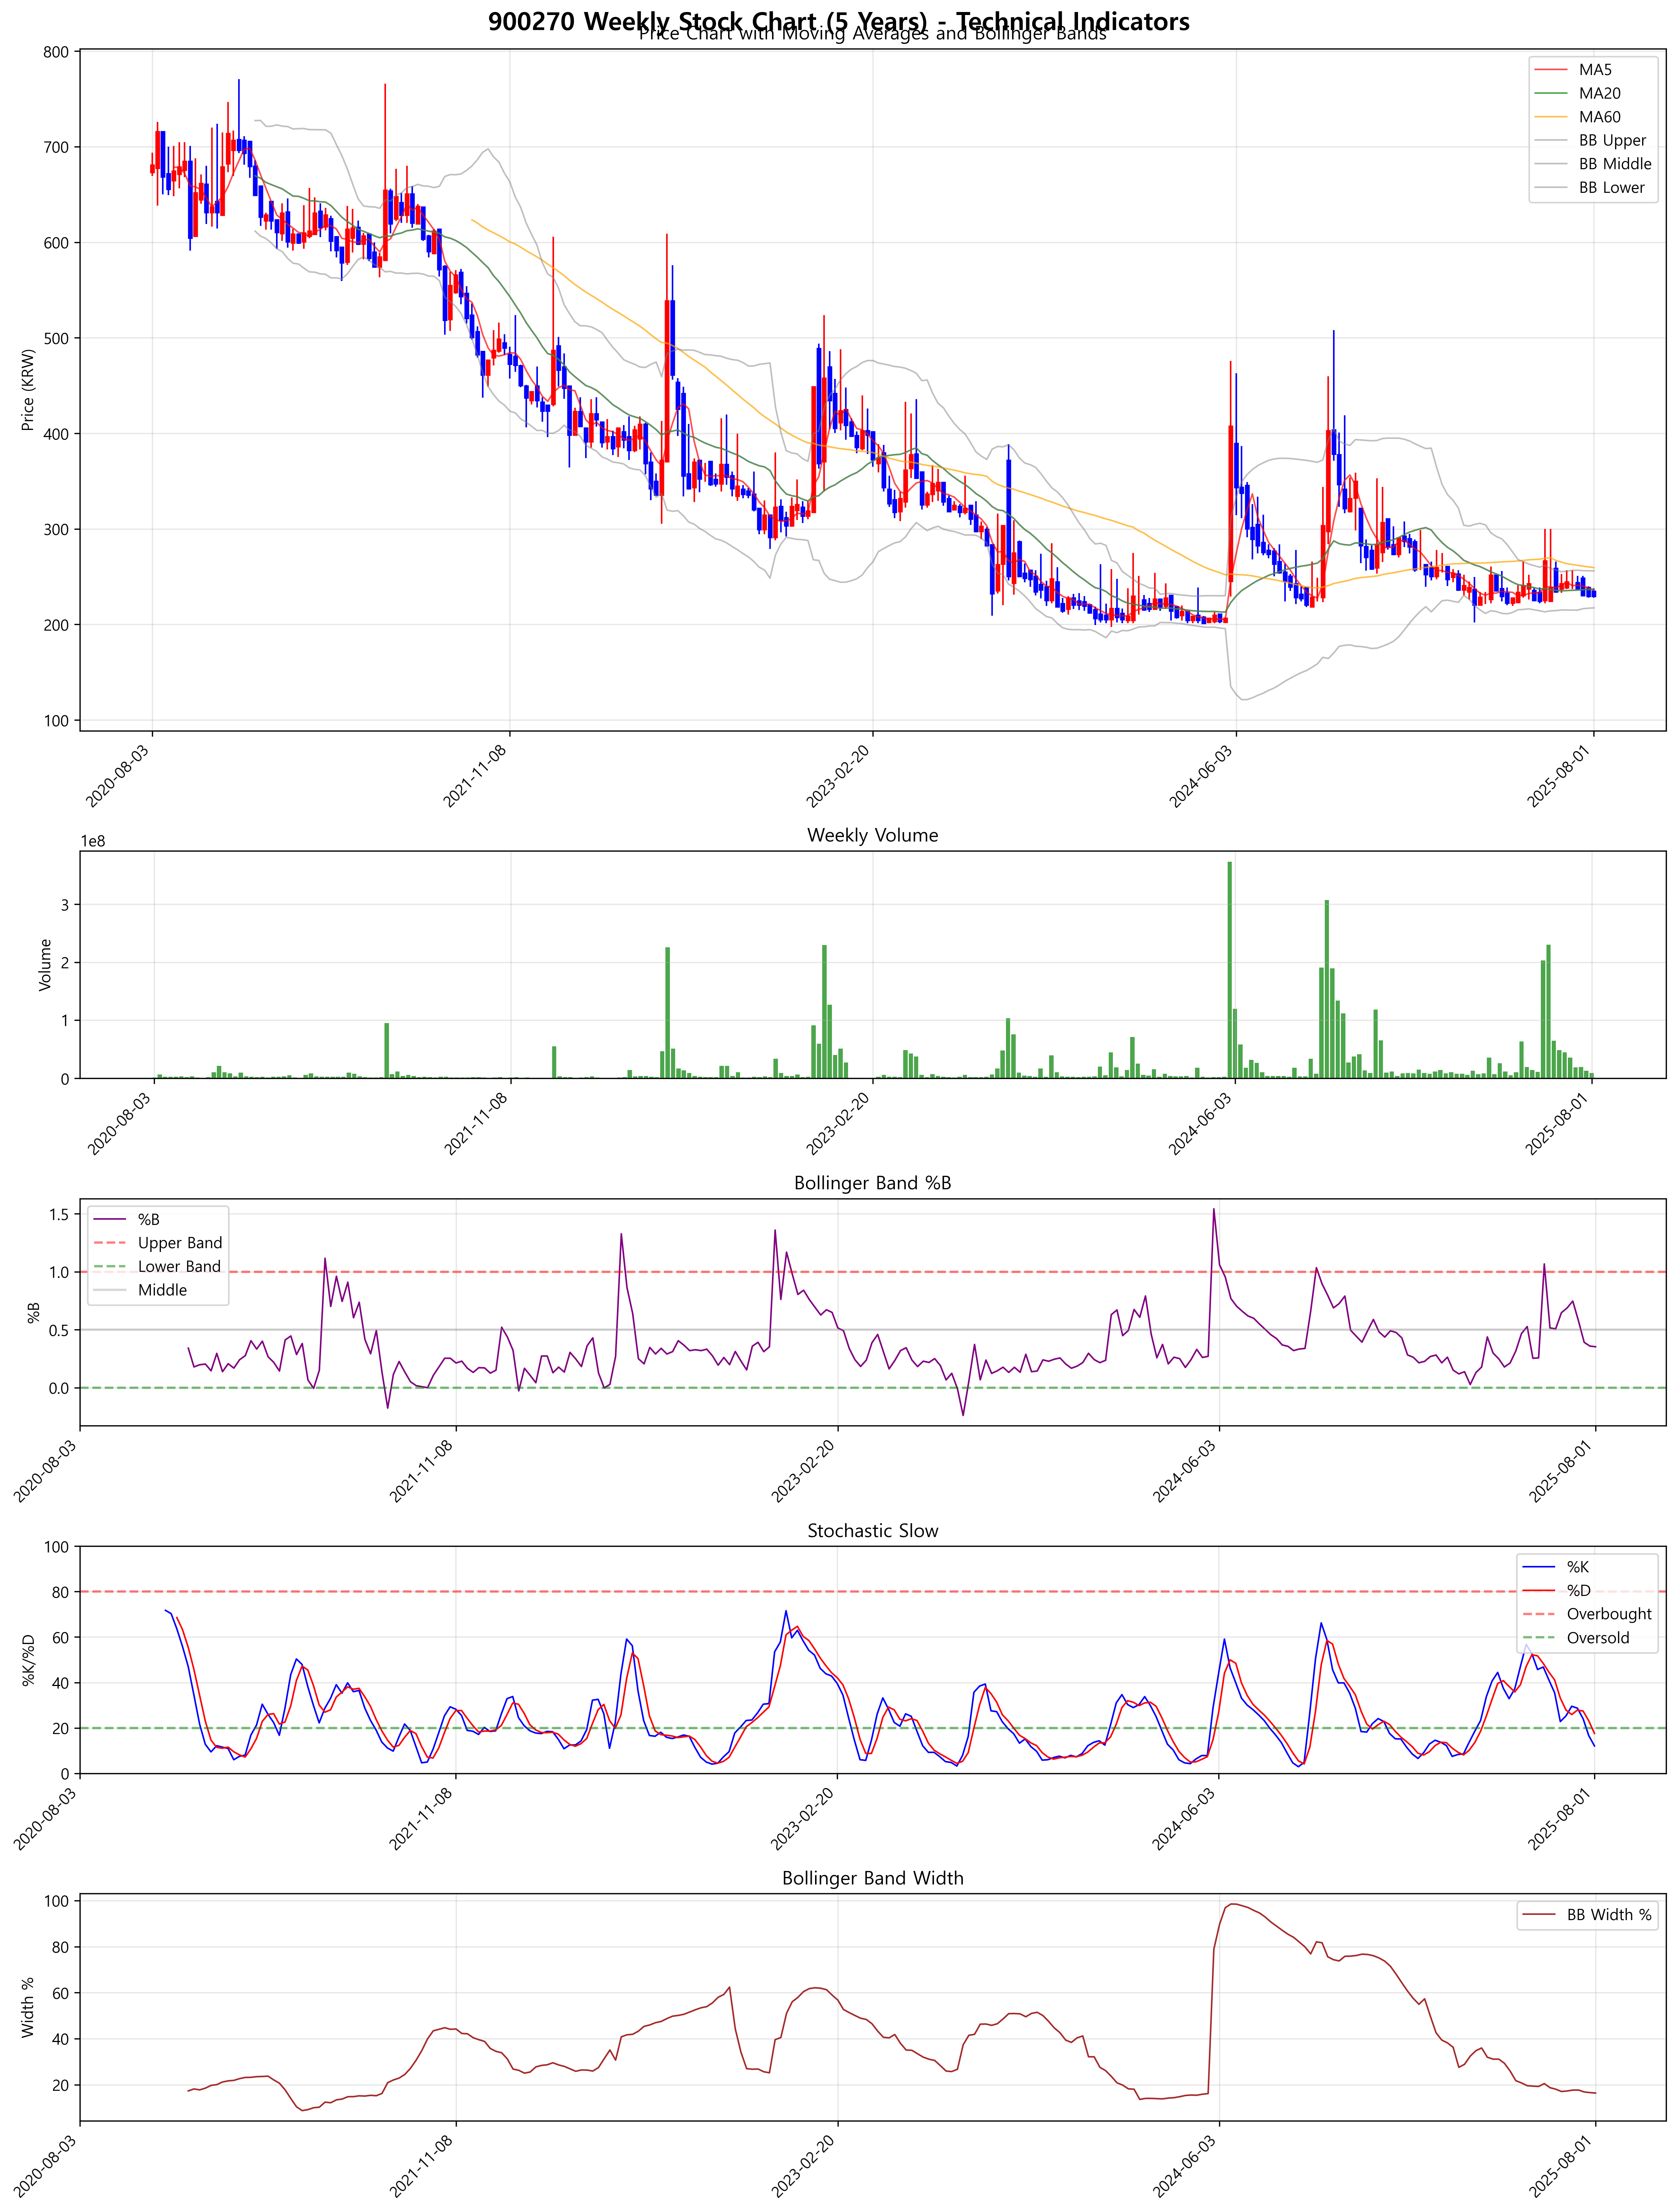 900270 Weekly Stock Chart (5 Years) - Technical Indicators
Price Chart with Moving Averages and Bollinger Bands
Price (KRW)
800
700
600
500
400
300
200
100
MA5
MA20
MA60
BB Upper
BB Middle
BB Lower
2020-08-03
2021-11-08
2023-02-20
2024-06-03
2025-08-01
Weekly Volume
1e8
Volume
3
2
1
0
2020-08-03
2021-11-08
2023-02-20
2024-06-03
2025-08-01
Bollinger Band %B
%B
1.5
1.0
0.5
0.0
%B
Upper Band
Lower Band
Middle
2020-08-03
2021-11-08
2023-02-20
2024-06-03
2025-08-01
Stochastic Slow
%K/%D
100
80
60
40
20
0
%K
%D
Overbought
Oversold
2020-08-03
2021-11-08
2023-02-20
2024-06-03
2025-08-01
Bollinger Band Width
Width %
100
80
60
40
20
BB Width %
2020-08-03
2021-11-08
2023-02-20
2024-06-03
2025-08-01